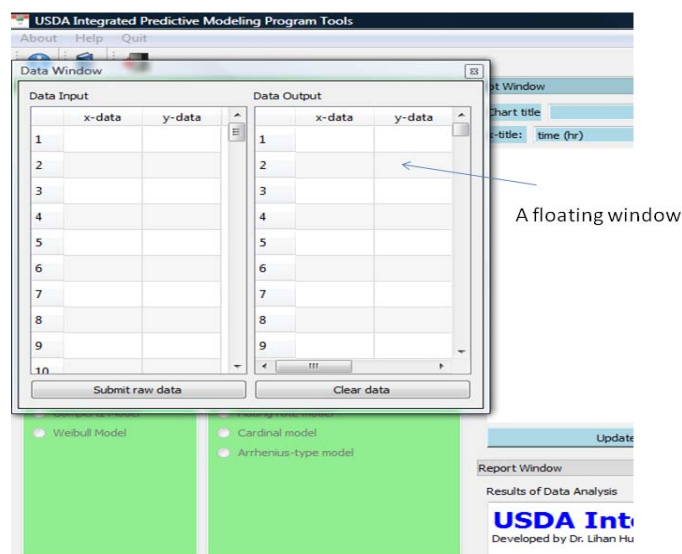 USDA Integrated Predictive Modeling Program Tools
About Help Quit
Data Window
Data Input
x-data y-data
1
2
3
4
5
6
7
8
9
10
Submit raw data
Data Output
x-data y-data
1
2
3
4
5
6
7
8
9
Clear data
ot Window
Chart title
x-title: time (hr)
A floating window
Weibull Model
Cardinal model
Arrhenius-type model
Update
Report Window
Results of Data Analysis
USDA Int
Developed by Dr. Lihan Hu